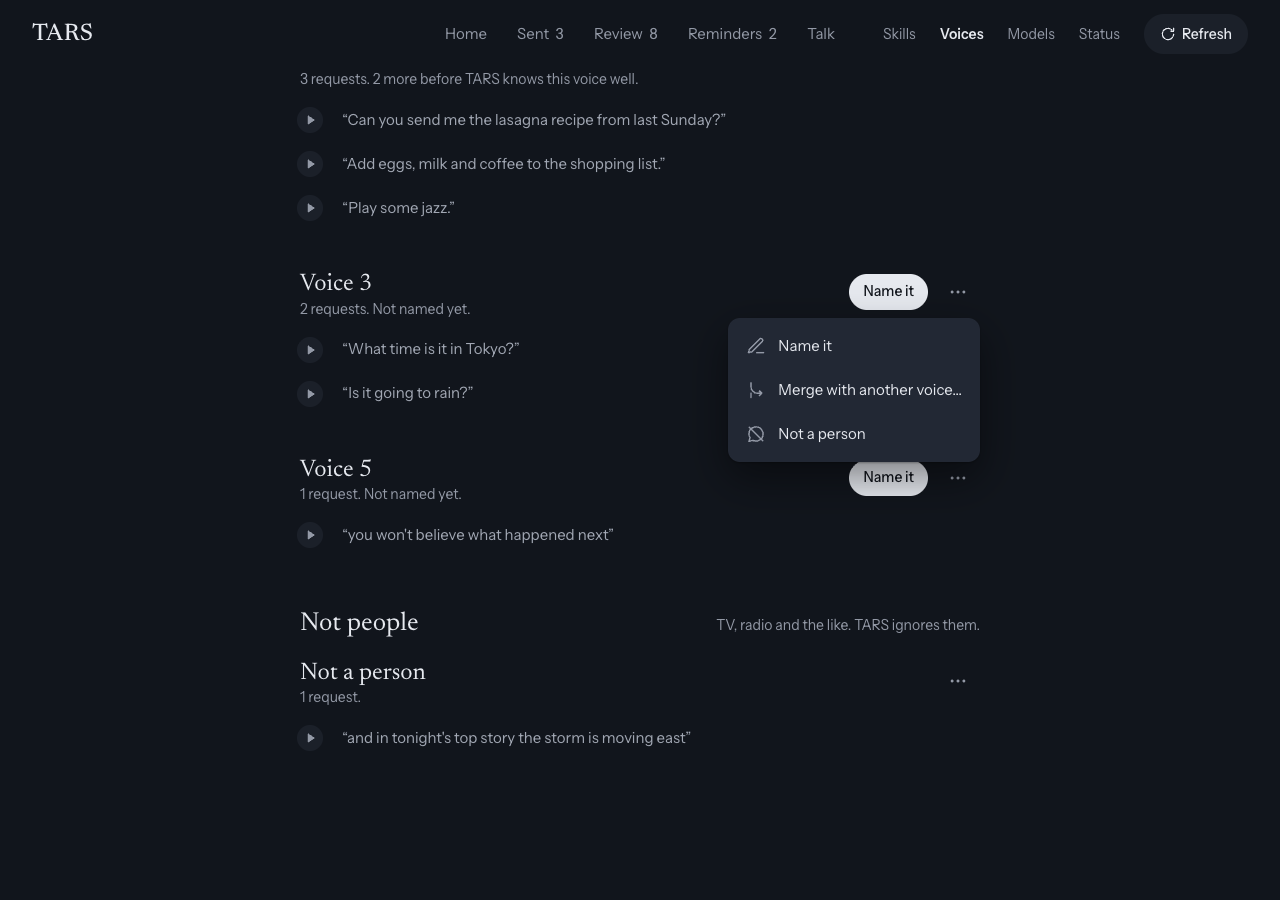 TARS
Home Sent 3 Review 8 Reminders 2 Talk Skills Voices Models Status Refresh
3 requests. 2 more before TARS knows this voice well.
“Can you send me the lasagna recipe from last Sunday?”
“Add eggs, milk and coffee to the shopping list.”
“Play some jazz.”
Voice 3
Name it
2 requests. Not named yet.
“What time is it in Tokyo?”
“Is it going to rain?”
Name it
Merge with another voice...
Not a person
Voice 5
Name it
1 request. Not named yet.
“you won't believe what happened next”
Not people
TV, radio and the like. TARS ignores them.
Not a person
1 request.
“and in tonight's top story the storm is moving east”